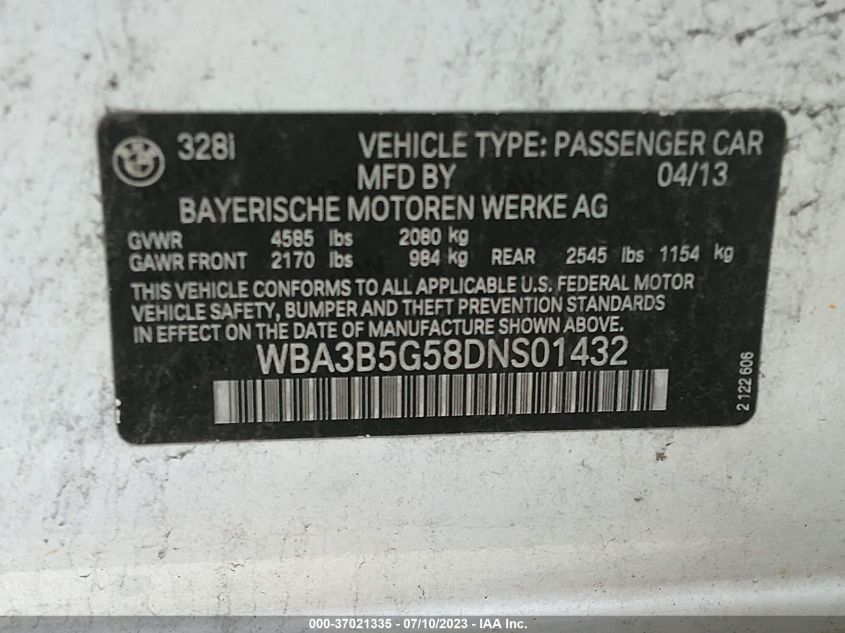 328i VEHICLE TYPE: PASSENGER CAR
MFD BY 04/13
BAYERISCHE MOTOREN WERKE AG
GVWR 4585 lbs 2080 kg
GAWR FRONT 2170 lbs 984 kg REAR 2545 lbs 1154 kg
THIS VEHICLE CONFORMS TO ALL APPLICABLE U.S. FEDERAL MOTOR
VEHICLE SAFETY, BUMPER AND THEFT PREVENTION STANDARDS
IN EFFECT ON THE DATE OF MANUFACTURE SHOWN ABOVE.
WBA3B5G58DNS01432
2 122 606
000-37021335 - 07/10/2023 - IAA Inc.